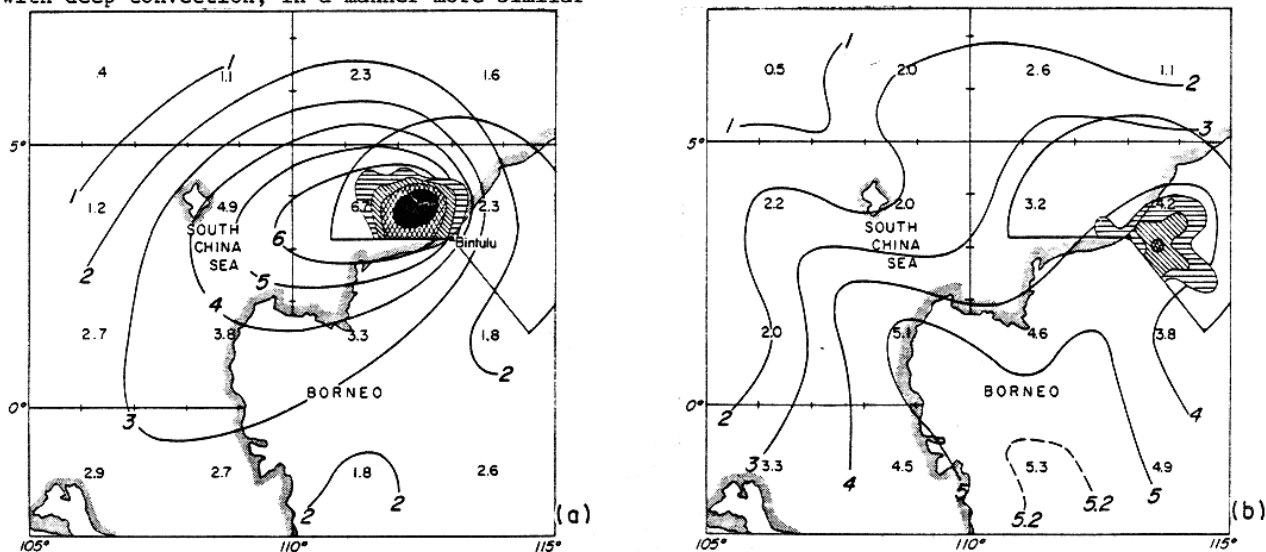 with deep convection, in a manner more similar
.4 1 1.1 2.3 1.6
5°
1
1.2 4.9 6.7 2.3
SOUTH
CHINA
SEA
6 Bintulu
2 5
4
2.7 3.8 3.3 1.8
2
BORNEO
0°
3
2.9 2.7 1.8 2.6
2 2
(a)
105° 110° 115°
1
0.5 2.0 2.6 1.1
2
1 3
5°
2.2 2.0 3.2 4.2
SOUTH
CHINA
SEA
2.0 5.1 4.6 3.8
BORNEO
0°
2 4
3 3.3 4.5 5.3 4.9
4 5 5
5.2 5.2
(b)
105° 110° 115°